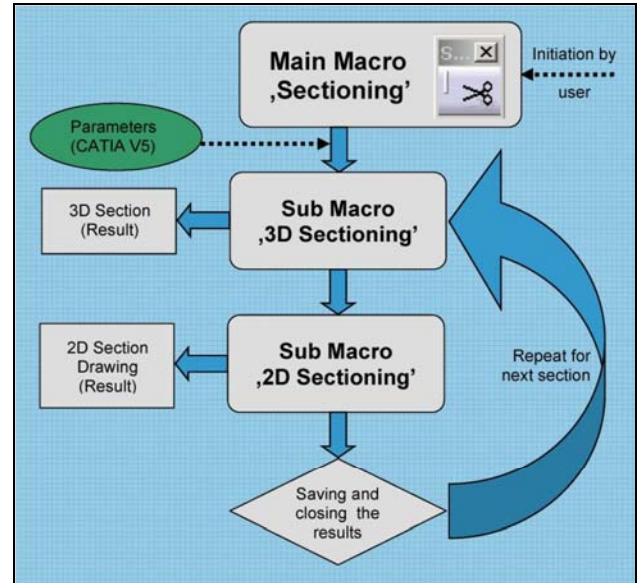 Main Macro
‚Sectioning’
S...
Initiation by
user
Parameters
(CATIA V5)
3D Section
(Result)
Sub Macro
‚3D Sectioning’
2D Section
Drawing
(Result)
Sub Macro
‚2D Sectioning’
Repeat for
next section
Saving and
closing the
results